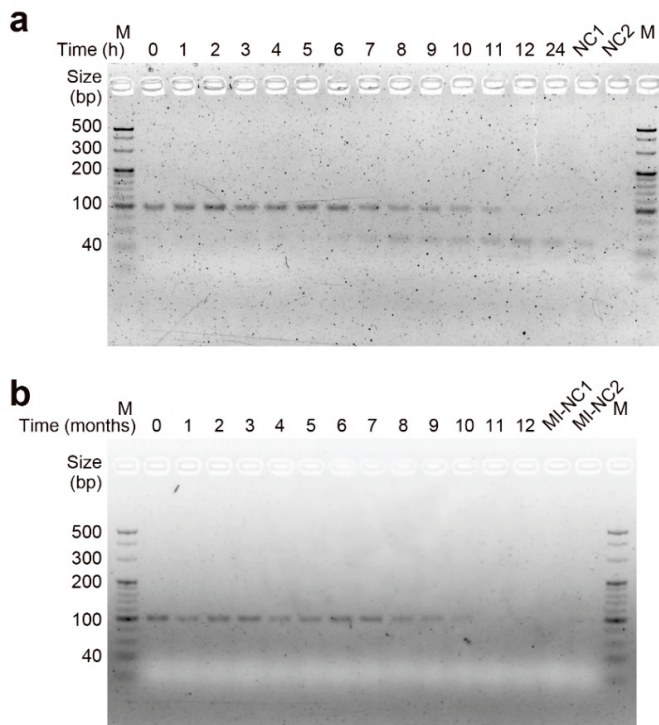 a
M
Time (h) 0 1 2 3 4 5 6 7 8 9 10 11 12 24 NC1 NC2 M
Size
(bp)
500
300
200
100
40
b
M
Time (months) 0 1 2 3 4 5 6 7 8 9 10 11 12 MI-NC1 MI-NC2 M
Size
(bp)
500
300
200
100
40